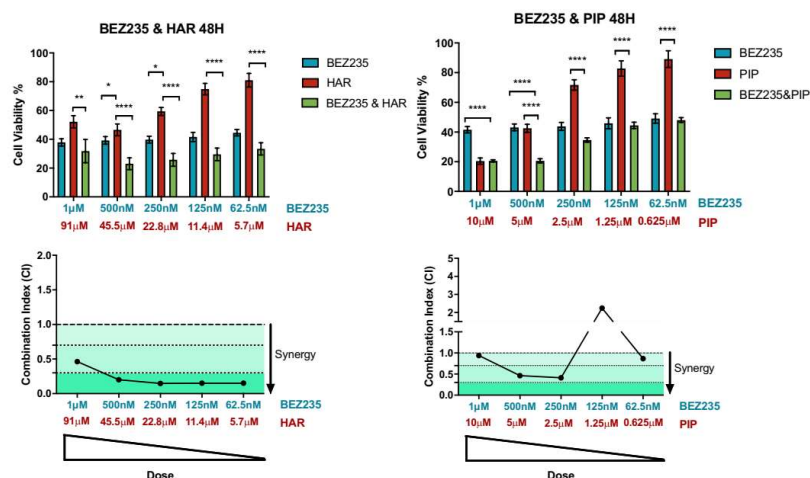 BEZ235 & HAR 48H
Cell Viability %
100
80
60
40
20
0
** * **** * **** **** ****
BEZ235
HAR
BEZ235 & HAR
1µM 500nM 250nM 125nM 62.5nM BEZ235
91µM 45.5µM 22.8µM 11.4µM 5.7µM HAR
BEZ235 & PIP 48H
Cell Viability %
100
80
60
40
20
0
**** **** **** **** **** ****
BEZ235
PIP
BEZ235&PIP
1µM 500nM 250nM 125nM 62.5nM BEZ235
10µM 5µM 2.5µM 1.25µM 0.625µM PIP
Combination Index (CI)
2.0
1.5
1.0
0.5
0.0
Synergy
1µM 500nM 250nM 125nM 62.5nM BEZ235
91µM 45.5µM 22.8µM 11.4µM 5.7µM HAR
Dose
Combination Index (CI)
5
4
3
2
1.5
1.0
0.5
0.0
Synergy
1µM 500nM 250nM 125nM 62.5nM BEZ235
10µM 5µM 2.5µM 1.25µM 0.625µM PIP
Dose